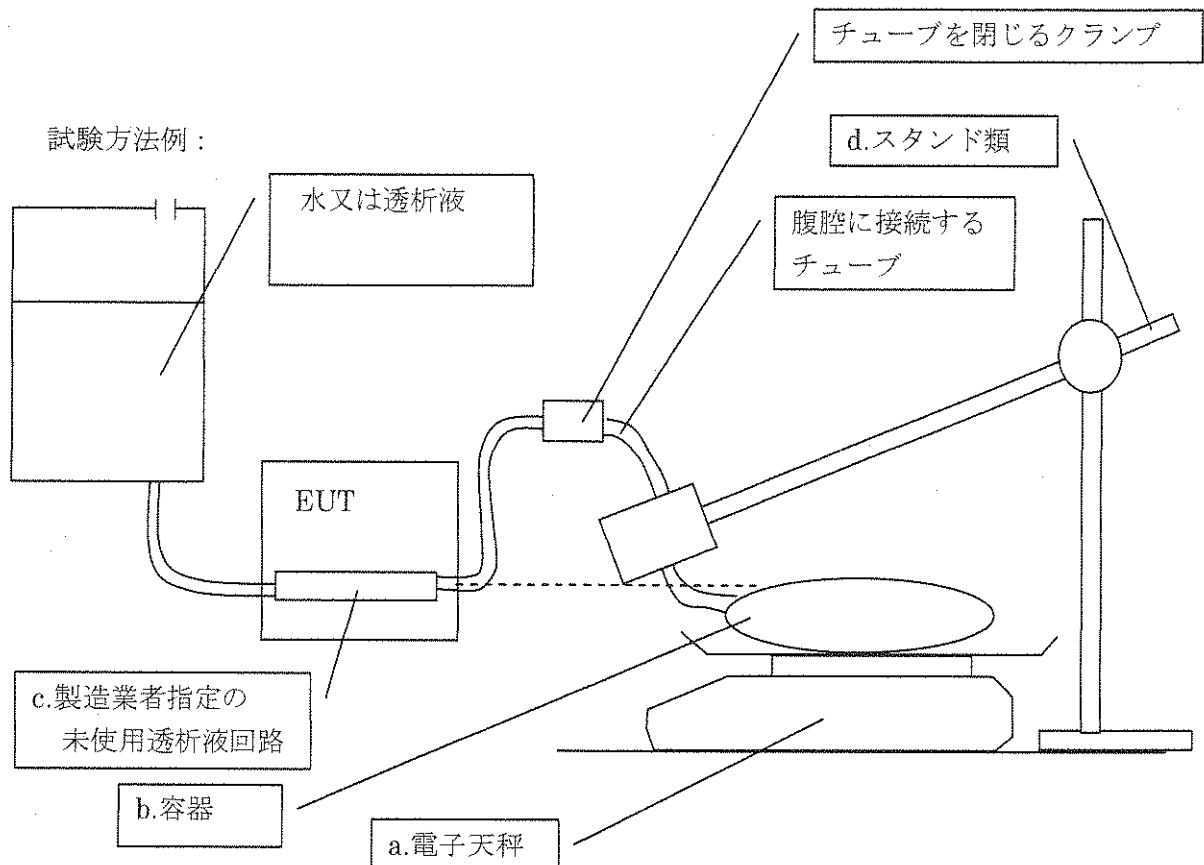 チューブを閉じるクランプ
試験方法例：
d.スタンド類
水又は透析液
腹腔に接続する
チューブ
EUT
c.製造業者指定の
未使用透析液回路
b.容器
a.電子天秤